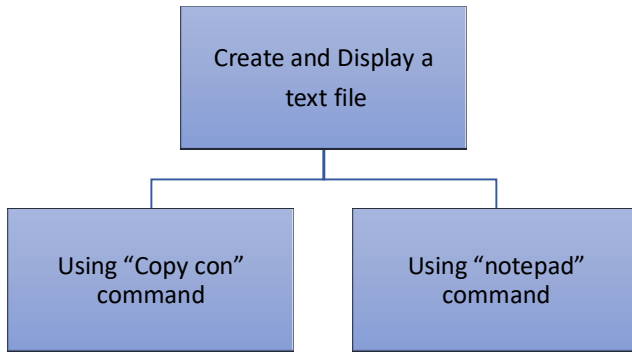 Create and Display a
text file
Using “Copy con”
command
Using “notepad”
command